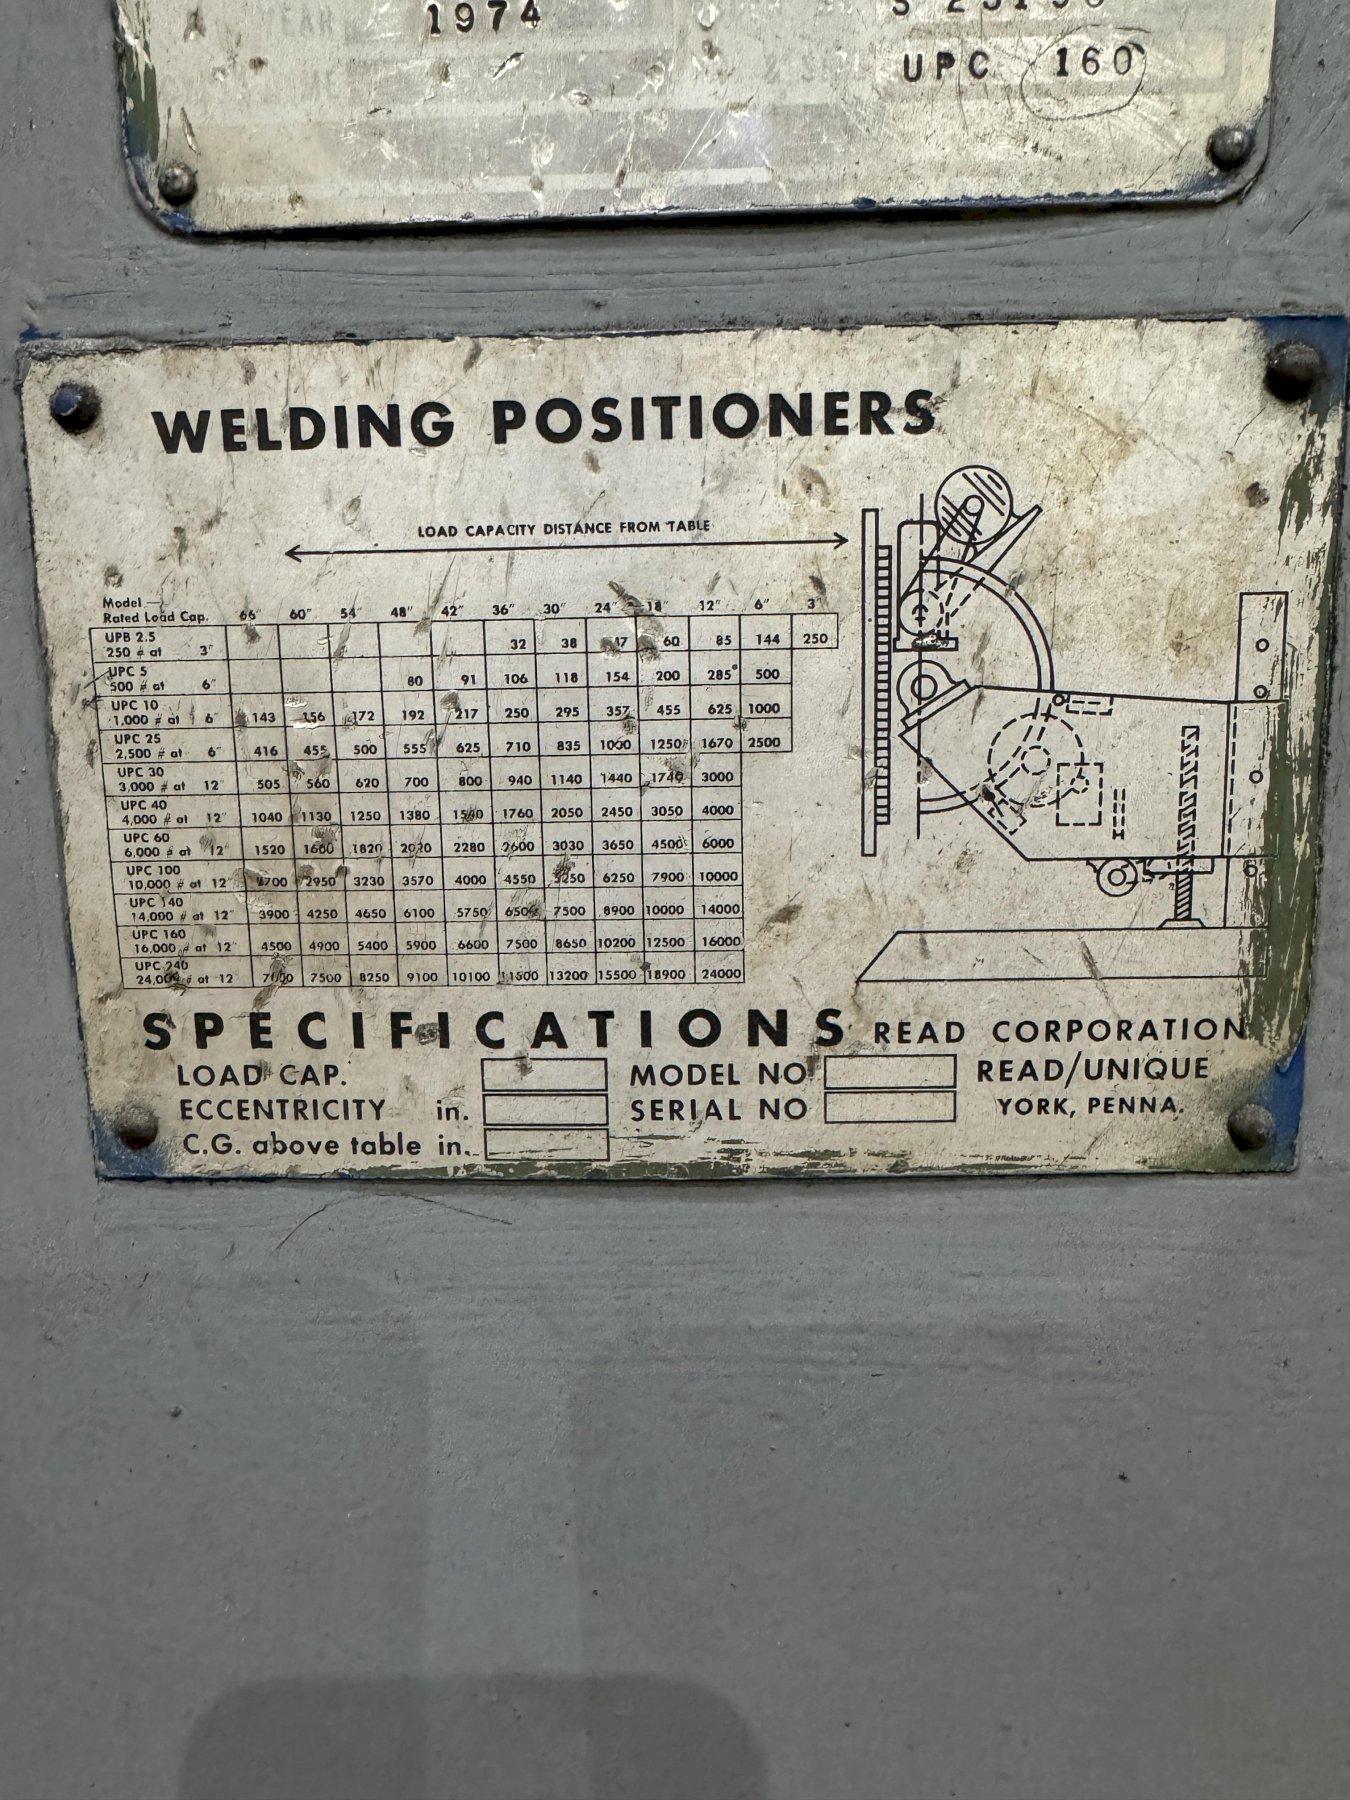 YEAR 1974
UPC 160
WELDING POSITIONERS
LOAD CAPACITY DISTANCE FROM TABLE
Model —
Rated Load Cap. 66" 60" 54" 48" 42" 36" 30" 24" 18" 12" 6" 3"
UPB 2.5
250 # at 3" 32 38 47 60 85 144 250
UPC 5
500 # at 6" 80 91 106 118 154 200 285 500
UPC 10
1,000 # at 6" 143 156 172 192 217 250 295 357 455 625 1000
UPC 25
2,500 # at 6" 416 455 500 555 625 710 835 1000 1250 1670 2500
UPC 30
3,000 # at 12" 505 560 620 700 800 940 1140 1440 1740 3000
UPC 40
4,000 # at 12" 1040 1130 1250 1380 1540 1760 2050 2450 3050 4000
UPC 60
6,000 # at 12" 1520 1660 1820 2020 2280 2600 3030 3650 4500 6000
UPC 100
10,000 # at 12" 2700 2950 3230 3570 4000 4550 5250 6250 7900 10000
UPC 140
14,000 # at 12" 3900 4250 4650 6100 5750 6500 7500 8900 10000 14000
UPC 160
16,000 # at 12" 4500 4900 5400 5900 6600 7500 8650 10200 12500 16000
UPC 240
24,000 # at 12 7500 8250 9100 10100 11500 13200 15500 18900 24000
SPECIFICATIONS READ CORPORATION
LOAD CAP. MODEL NO READ/UNIQUE
ECCENTRICITY in. SERIAL NO YORK, PENNA.
C.G. above table in.